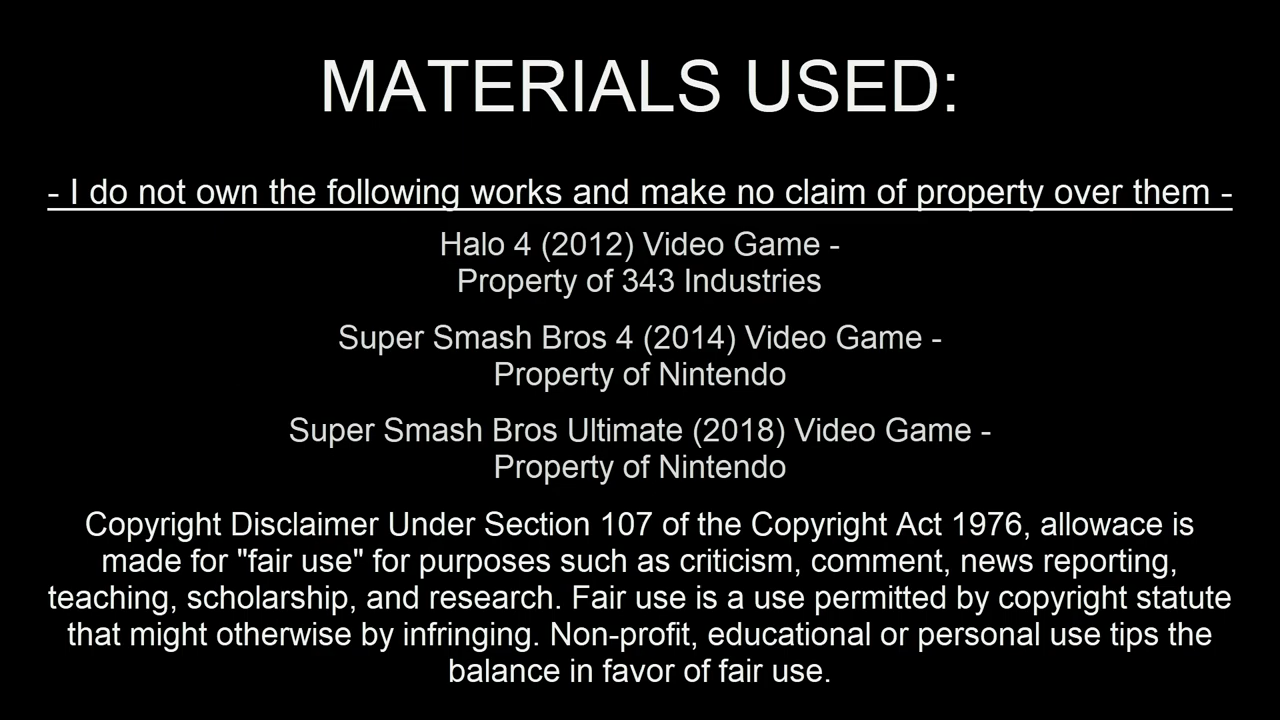 MATERIALS USED:
- I do not own the following works and make no claim of property over them -
Halo 4 (2012) Video Game -
Property of 343 Industries
Super Smash Bros 4 (2014) Video Game -
Property of Nintendo
Super Smash Bros Ultimate (2018) Video Game -
Property of Nintendo
Copyright Disclaimer Under Section 107 of the Copyright Act 1976, allowace is
made for "fair use" for purposes such as criticism, comment, news reporting,
teaching, scholarship, and research. Fair use is a use permitted by copyright statute
that might otherwise by infringing. Non-profit, educational or personal use tips the
balance in favor of fair use.